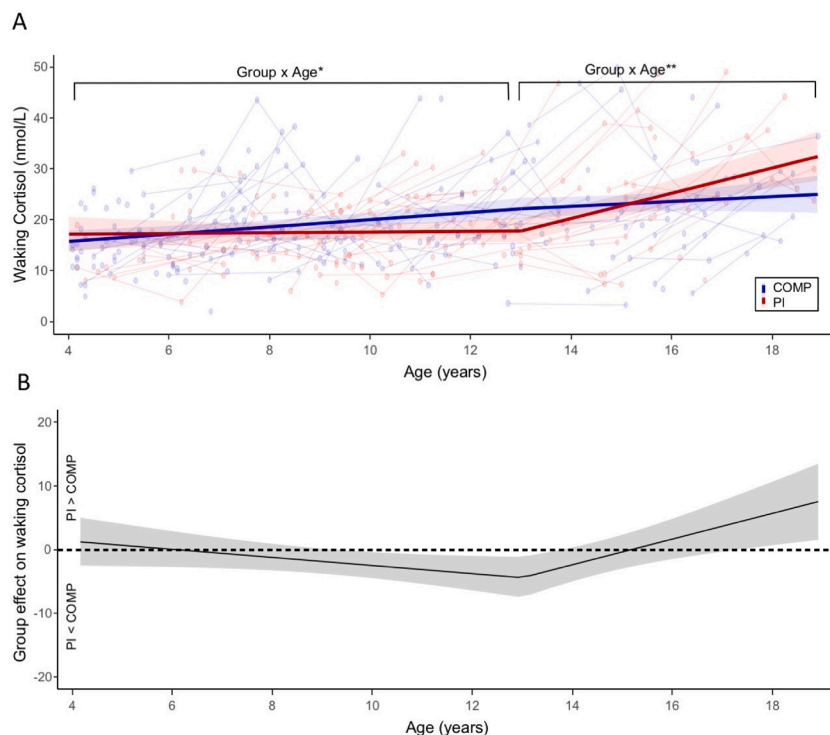 A
Group x Age*
Group x Age**
50
40
30
20
10
0
Waking Cortisol (nmol/L)
COMP
PI
4 6 8 10 12 14 16 18
Age (years)
B
20
10
0
-10
-20
Group effect on waking cortisol
PI > COMP
PI < COMP
4 6 8 10 12 14 16 18
Age (years)